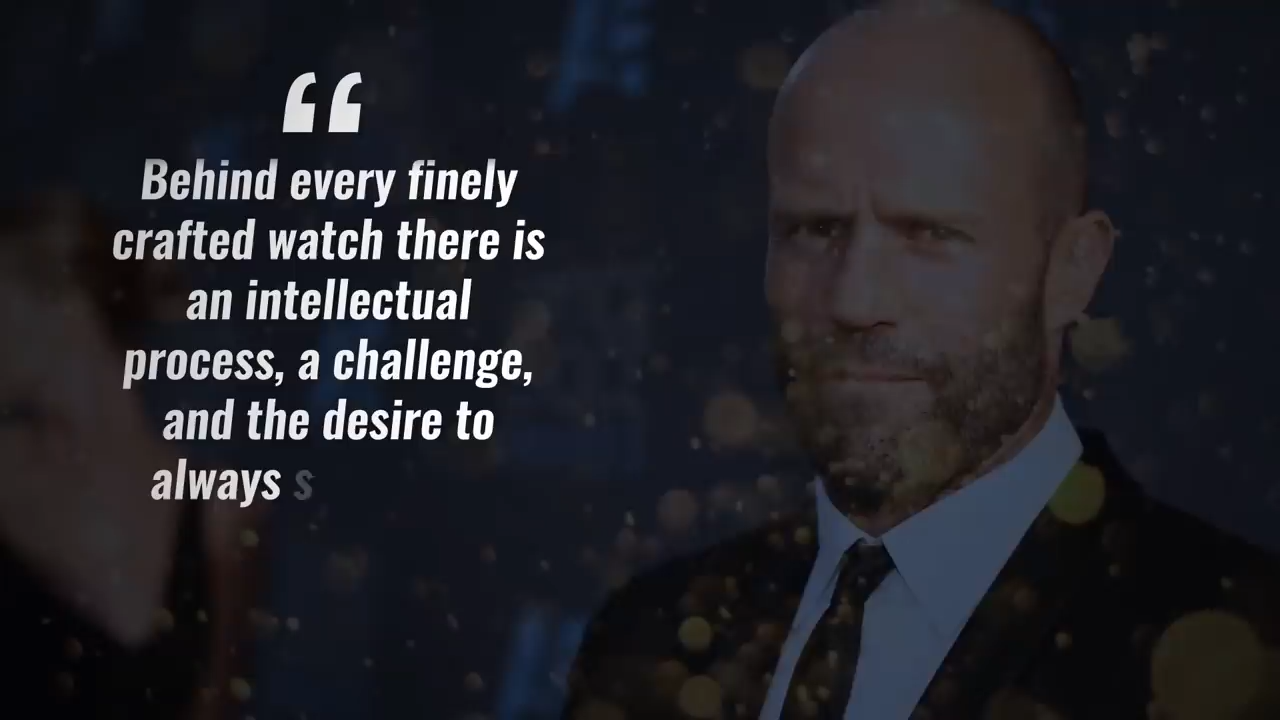 “
Behind every finely
crafted watch there is
an intellectual
process, a challenge,
and the desire to
always s